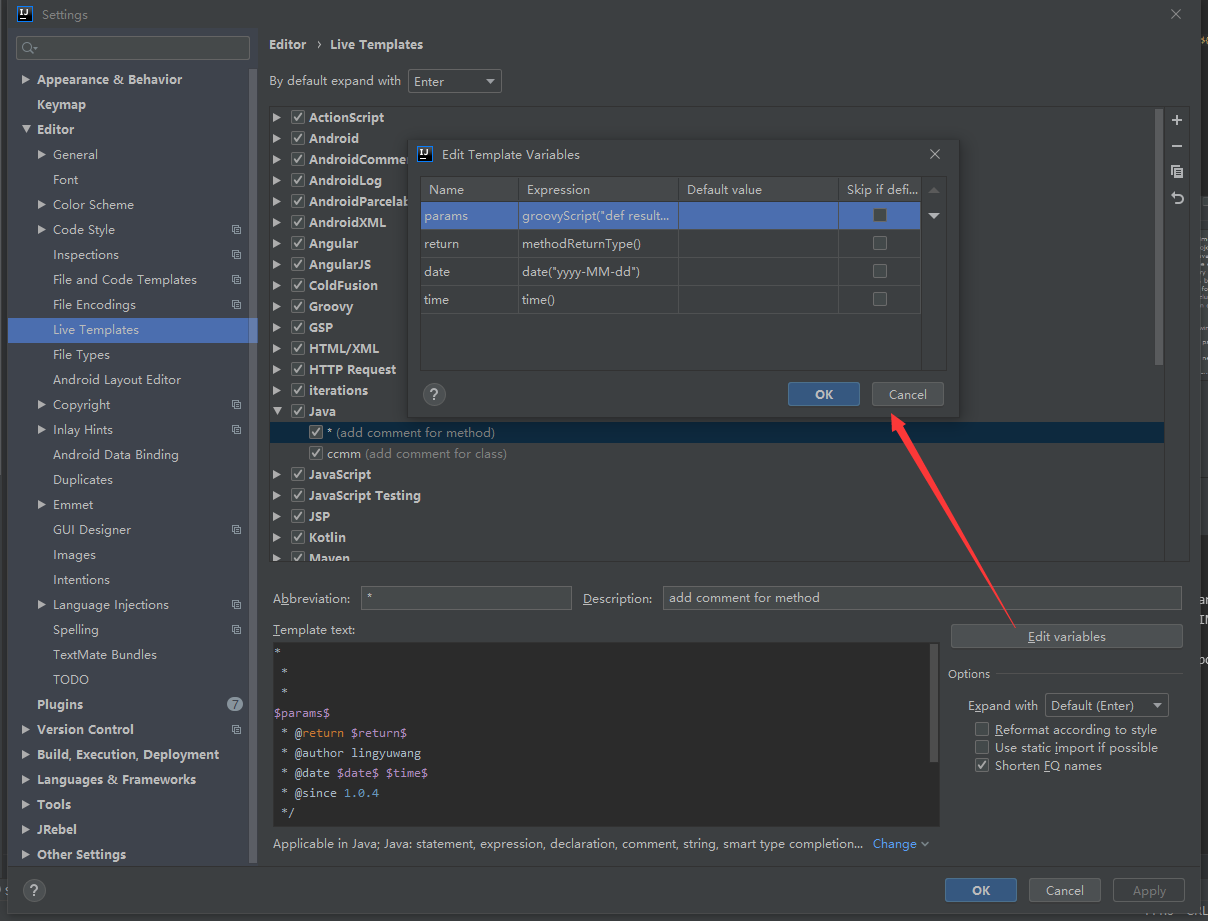 Settings
Appearance & Behavior
Keymap
Editor
General
Font
Color Scheme
Code Style
Inspections
File and Code Templates
File Encodings
Live Templates
File Types
Android Layout Editor
Copyright
Inlay Hints
Android Data Binding
Duplicates
Emmet
GUI Designer
Images
Intentions
Language Injections
Spelling
TextMate Bundles
TODO
Plugins 7
Version Control
Build, Execution, Deployment
Languages & Frameworks
Tools
JRebel
Other Settings
?
Editor › Live Templates
By default expand with Enter
ActionScript
Android
AndroidComme
AndroidLog
AndroidParcelab
AndroidXML
Angular
AngularJS
ColdFusion
Groovy
GSP
HTML/XML
HTTP Request
iterations
Java
* (add comment for method)
ccmm (add comment for class)
JavaScript
JavaScript Testing
JSP
Kotlin
Maven
IJ Edit Template Variables
Name Expression Default value Skip if defi...
params groovyScript("def result...
return methodReturnType()
date date("yyyy-MM-dd")
time time()
? OK Cancel
Abbreviation: * Description: add comment for method
Template text:
*
*
*
$params$
* @return $return$
* @author lingyuwang
* @date $date$ $time$
* @since 1.0.4
*/
Edit variables
Options
Expand with Default (Enter)
Reformat according to style
Use static import if possible
Shorten FQ names
Applicable in Java; Java: statement, expression, declaration, comment, string, smart type completion... Change
OK Cancel Apply